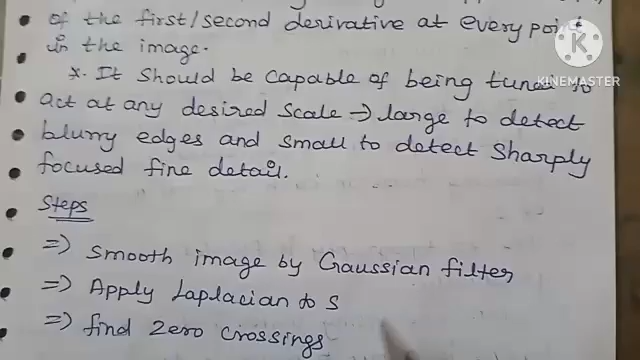 of the first/second derivative at every point
in the image.
*. It should be capable of being tuned to
act at any desired scale => large to detect
blurry edges and small to detect sharply
focused fine detail.
Steps
=> Smooth image by Gaussian filter
=> Apply Laplacian to S
=> find zero crossings
KINEMASTER